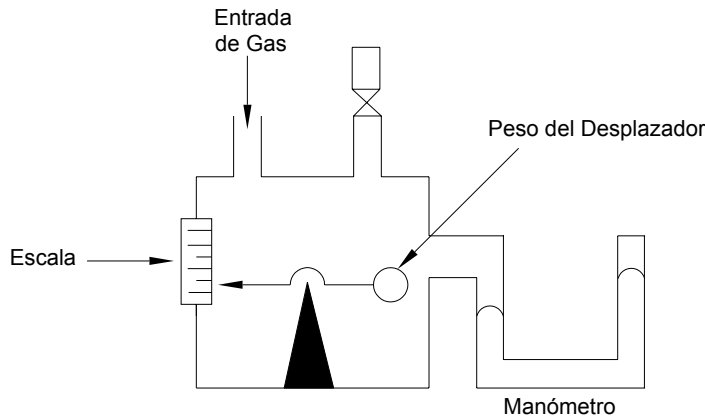 Entrada
de Gas
Peso del Desplazador
Escala
Manómetro